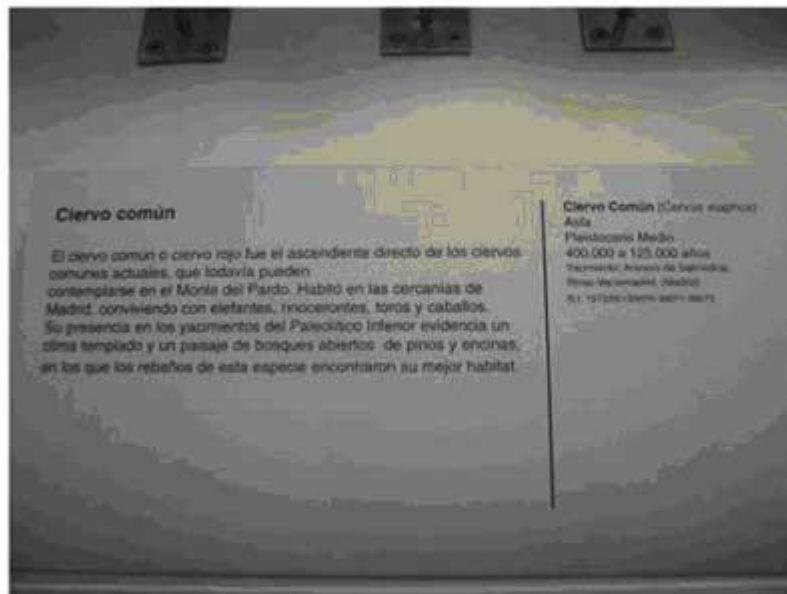 Ciervo común
El ciervo común o ciervo rojo fue el ascendiente directo de los ciervos
comunes actuales, que todavía pueden
contemplarse en el Monte del Pardo. Habitó en las cercanías de
Madrid, conviviendo con elefantes, rinocerontes, toros y caballos.
Su presencia en los yacimientos del Paleolítico Inferior evidencia un
clima templado y un paisaje de bosques abiertos de pinos y encinas,
en los que los rebaños de esta especie encontraron su mejor habitat.
Ciervo Común (Cervus elaphus)
Asta
Pleistoceno Medio
400.000 a 125.000 años
Yacimiento: Arenero de
Rivas-Vaciamadrid, (Madrid)